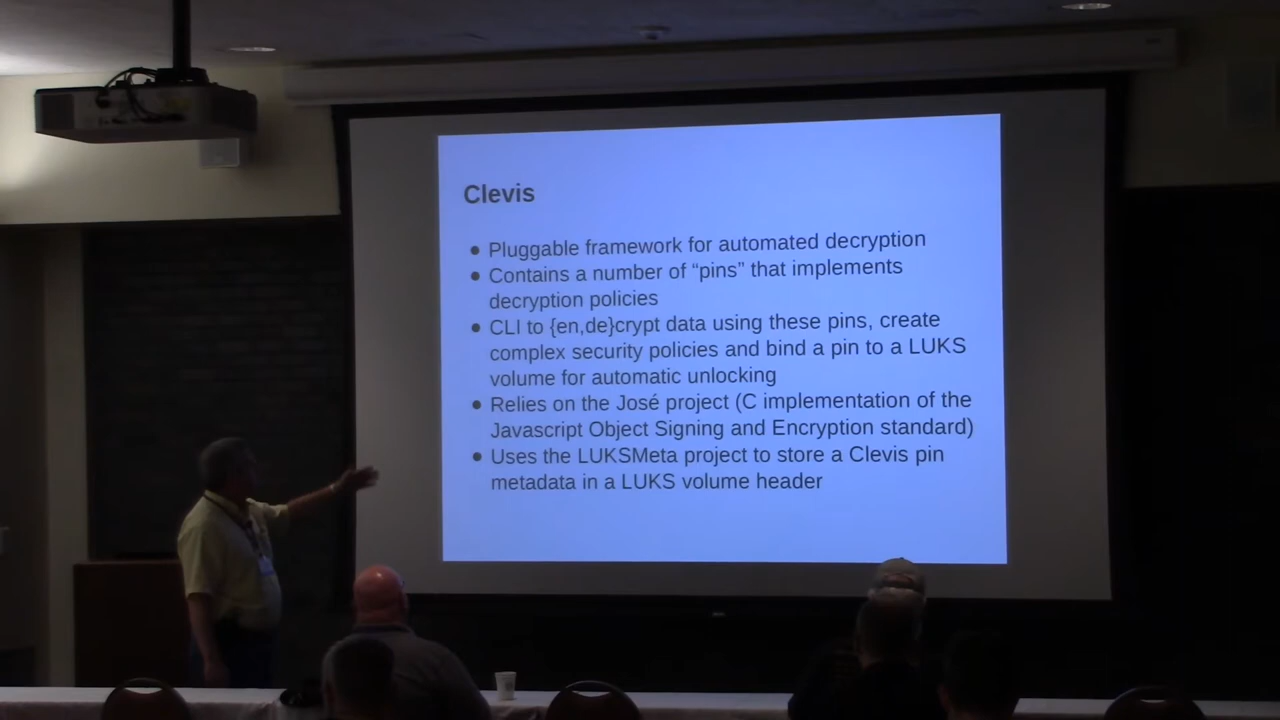 Clevis
● Pluggable framework for automated decryption
● Contains a number of “pins” that implements
decryption policies
● CLI to {en,de}crypt data using these pins, create
complex security policies and bind a pin to a LUKS
volume for automatic unlocking
● Relies on the José project (C implementation of the
Javascript Object Signing and Encryption standard)
● Uses the LUKSMeta project to store a Clevis pin
metadata in a LUKS volume header